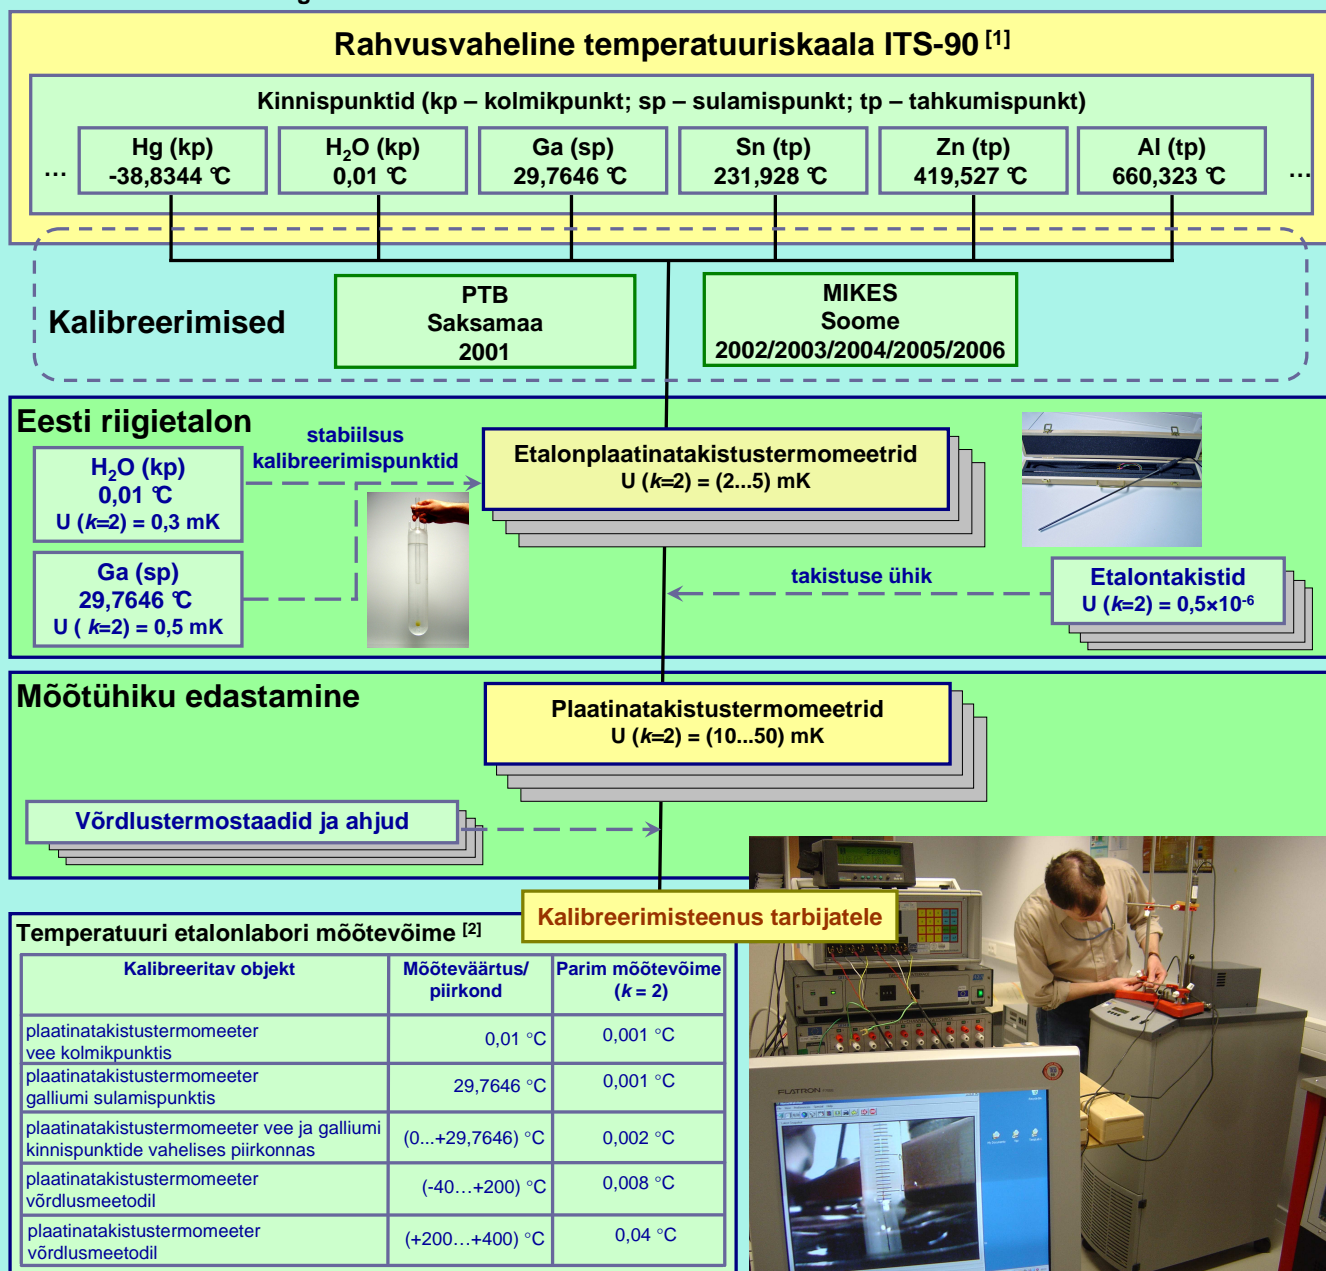 Rahvusvaheline temperatuuriskaala ITS-90 [1]
Kinnispunktid (kp – kolmikpunkt; sp – sulamispunkt; tp – tahkumispunkt)
...
Hg (kp)
-38,8344 °C
H2O (kp)
0,01 °C
Ga (sp)
29,7646 °C
Sn (tp)
231,928 °C
Zn (tp)
419,527 °C
Al (tp)
660,323 °C
...
Kalibreerimised
PTB
Saksamaa
2001
MIKES
Soome
2002/2003/2004/2005/2006
Eesti riigietalon
H2O (kp)
0,01 °C
U (k=2) = 0,3 mK
stabiilsus
kalibreerimispunktid
Etalonplaatinatakistustermomeetrid
U (k=2) = (2...5) mK
Ga (sp)
29,7646 °C
U ( k=2) = 0,5 mK
takistuse ühik
Etalontakistid
U (k=2) = 0,5×10-6
Mõõtühiku edastamine
Plaatinatakistustermomeetrid
U (k=2) = (10...50) mK
Võrdlustermostaadid ja ahjud
Kalibreerimisteenus tarbijatele
Temperatuuri etalonlabori mõõtevõime [2]
Kalibreeritav objekt
Mõõteväärtus/
piirkond
Parim mõõtevõime
(k = 2)
plaatinatakistustermomeeter
vee kolmikpunktis
0,01 °C
0,001 °C
plaatinatakistustermomeeter
galliumi sulamispunktis
29,7646 °C
0,001 °C
plaatinatakistustermomeeter vee ja galliumi
kinnispunktide vahelises piirkonnas
(0...+29,7646) °C
0,002 °C
plaatinatakistustermomeeter
võrdlusmeetodil
(-40...+200) °C
0,008 °C
plaatinatakistustermomeeter
võrdlusmeetodil
(+200...+400) °C
0,04 °C
FLATRON